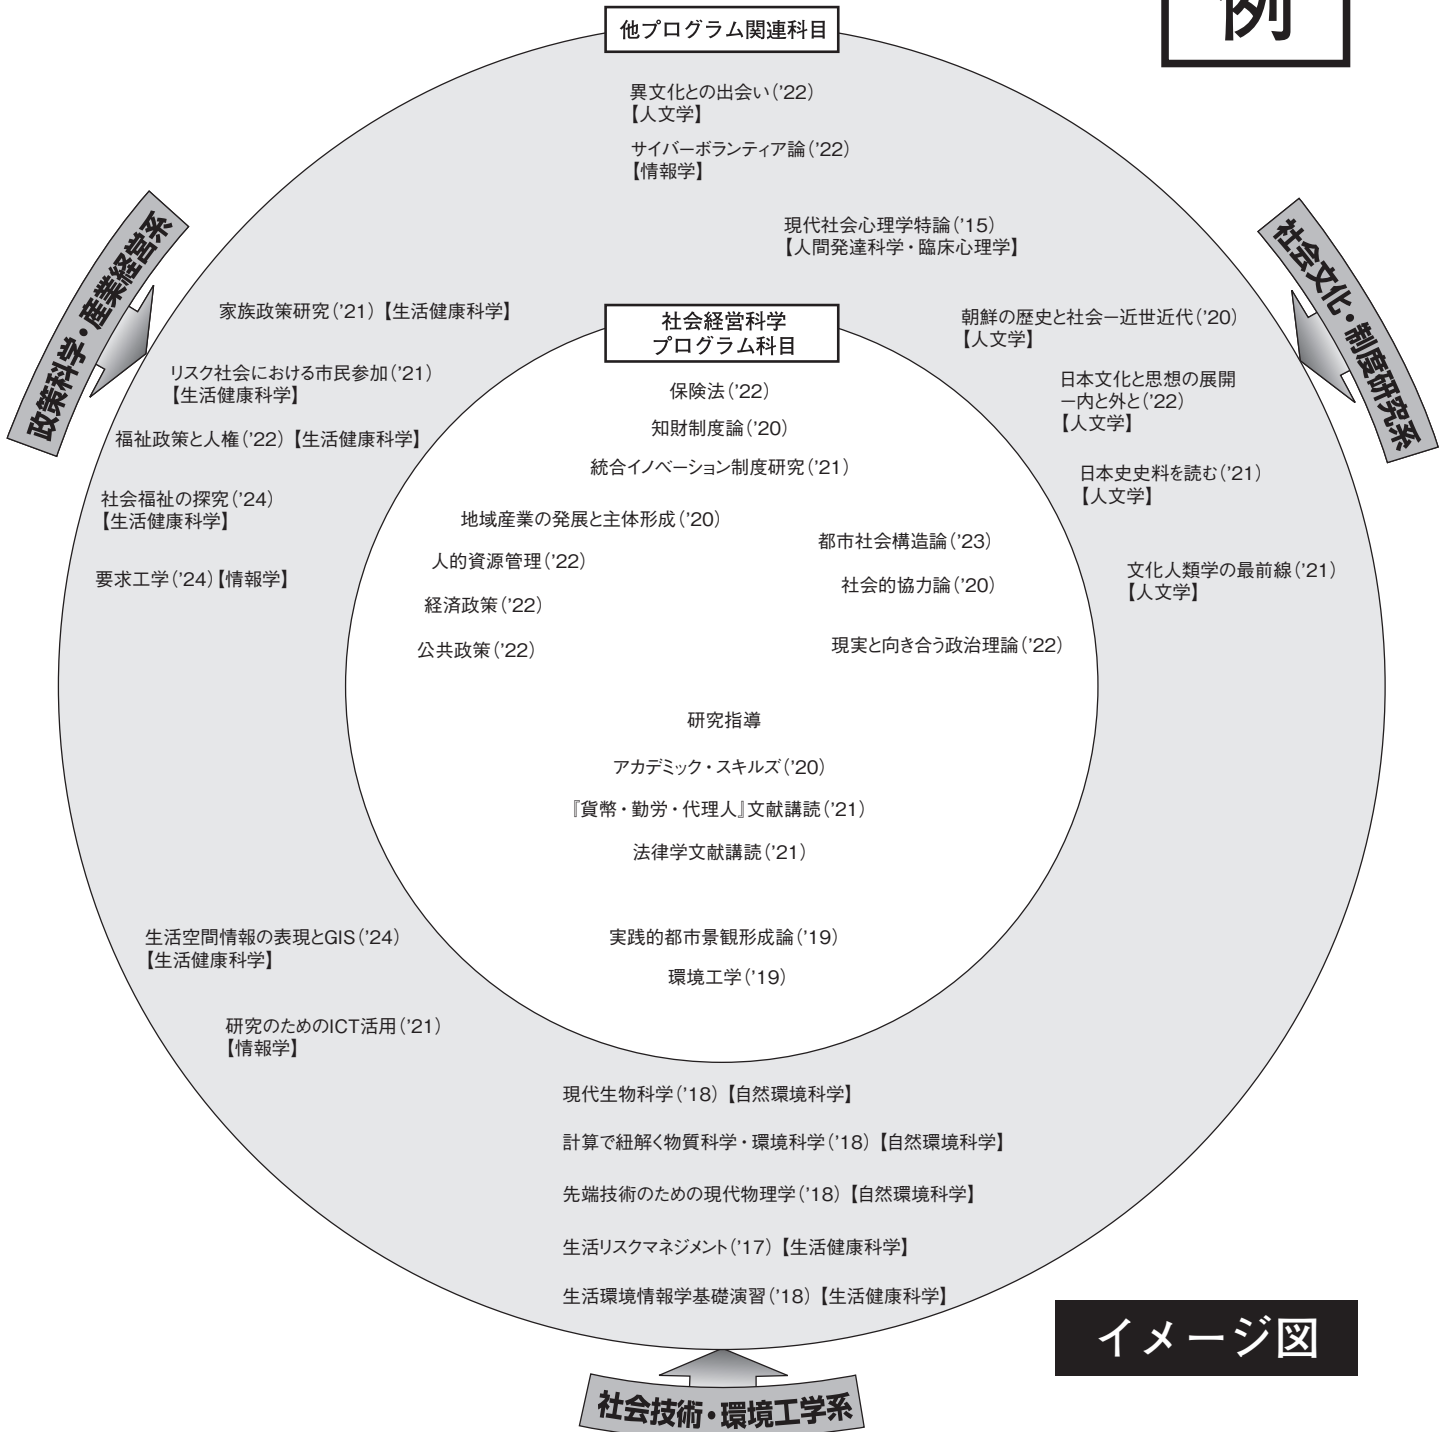 例
他プログラム関連科目
異文化との出会い(’22)
【人文学】
サイバーボランティア論(’22)
【情報学】
現代社会心理学特論(’15)
【人間発達科学・臨床心理学】
政策科学・産業経営系
社会文化・制度研究系
家族政策研究(’21)【生活健康科学】
リスク社会における市民参加(’21)
【生活健康科学】
福祉政策と人権(’22)【生活健康科学】
社会福祉の探究(’24)
【生活健康科学】
要求工学(’24)【情報学】
朝鮮の歴史と社会－近世近代(’20)
【人文学】
日本文化と思想の展開
－内と外と(’22)
【人文学】
日本史史料を読む(’21)
【人文学】
文化人類学の最前線(’21)
【人文学】
社会経営科学
プログラム科目
保険法(’22)
知財制度論(’20)
統合イノベーション制度研究(’21)
地域産業の発展と主体形成(’20)
人的資源管理(’22)
経済政策(’22)
公共政策(’22)
都市社会構造論(’23)
社会的協力論(’20)
現実と向き合う政治理論(’22)
研究指導
アカデミック・スキルズ(’20)
『貨幣・勤労・代理人』文献講読(’21)
法律学文献講読(’21)
実践的都市景観形成論(’19)
環境工学(’19)
生活空間情報の表現とGIS(’24)
【生活健康科学】
研究のためのICT活用(’21)
【情報学】
現代生物科学(’18)【自然環境科学】
計算で紐解く物質科学・環境科学(’18)【自然環境科学】
先端技術のための現代物理学(’18)【自然環境科学】
生活リスクマネジメント(’17)【生活健康科学】
生活環境情報学基礎演習(’18)【生活健康科学】
イメージ図
社会技術・環境工学系